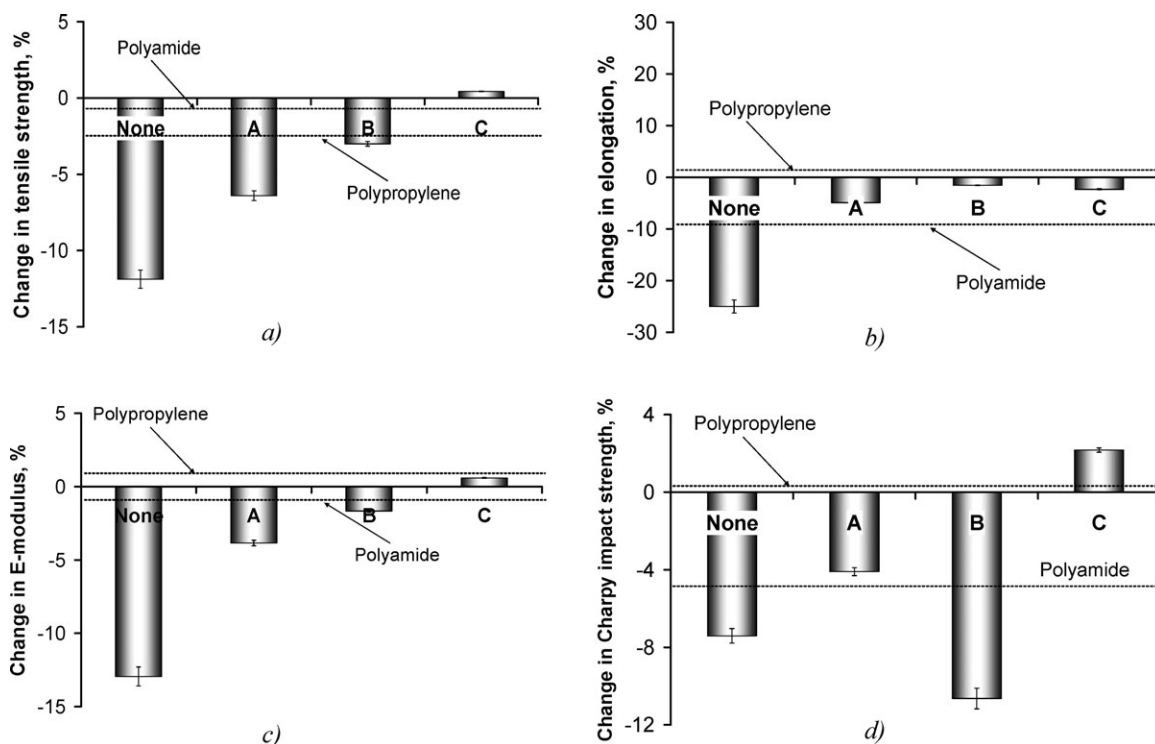 Change in tensile strength, %
5
0
-5
-10
-15
Polyamide
None
A
B
C
Polypropylene
a)
Change in elongation, %
30
20
10
0
-10
-20
-30
Polypropylene
None
A
B
C
Polyamide
b)
Change in E-modulus, %
5
0
-5
-10
-15
Polypropylene
None
A
B
C
Polyamide
c)
Change in Charpy impact strength, %
4
0
-4
-8
-12
Polypropylene
None
A
B
C
Polyamide
d)